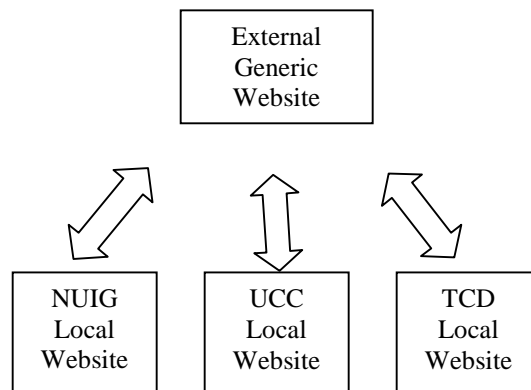 External
Generic
Website
NUIG
Local
Website
UCC
Local
Website
TCD
Local
Website